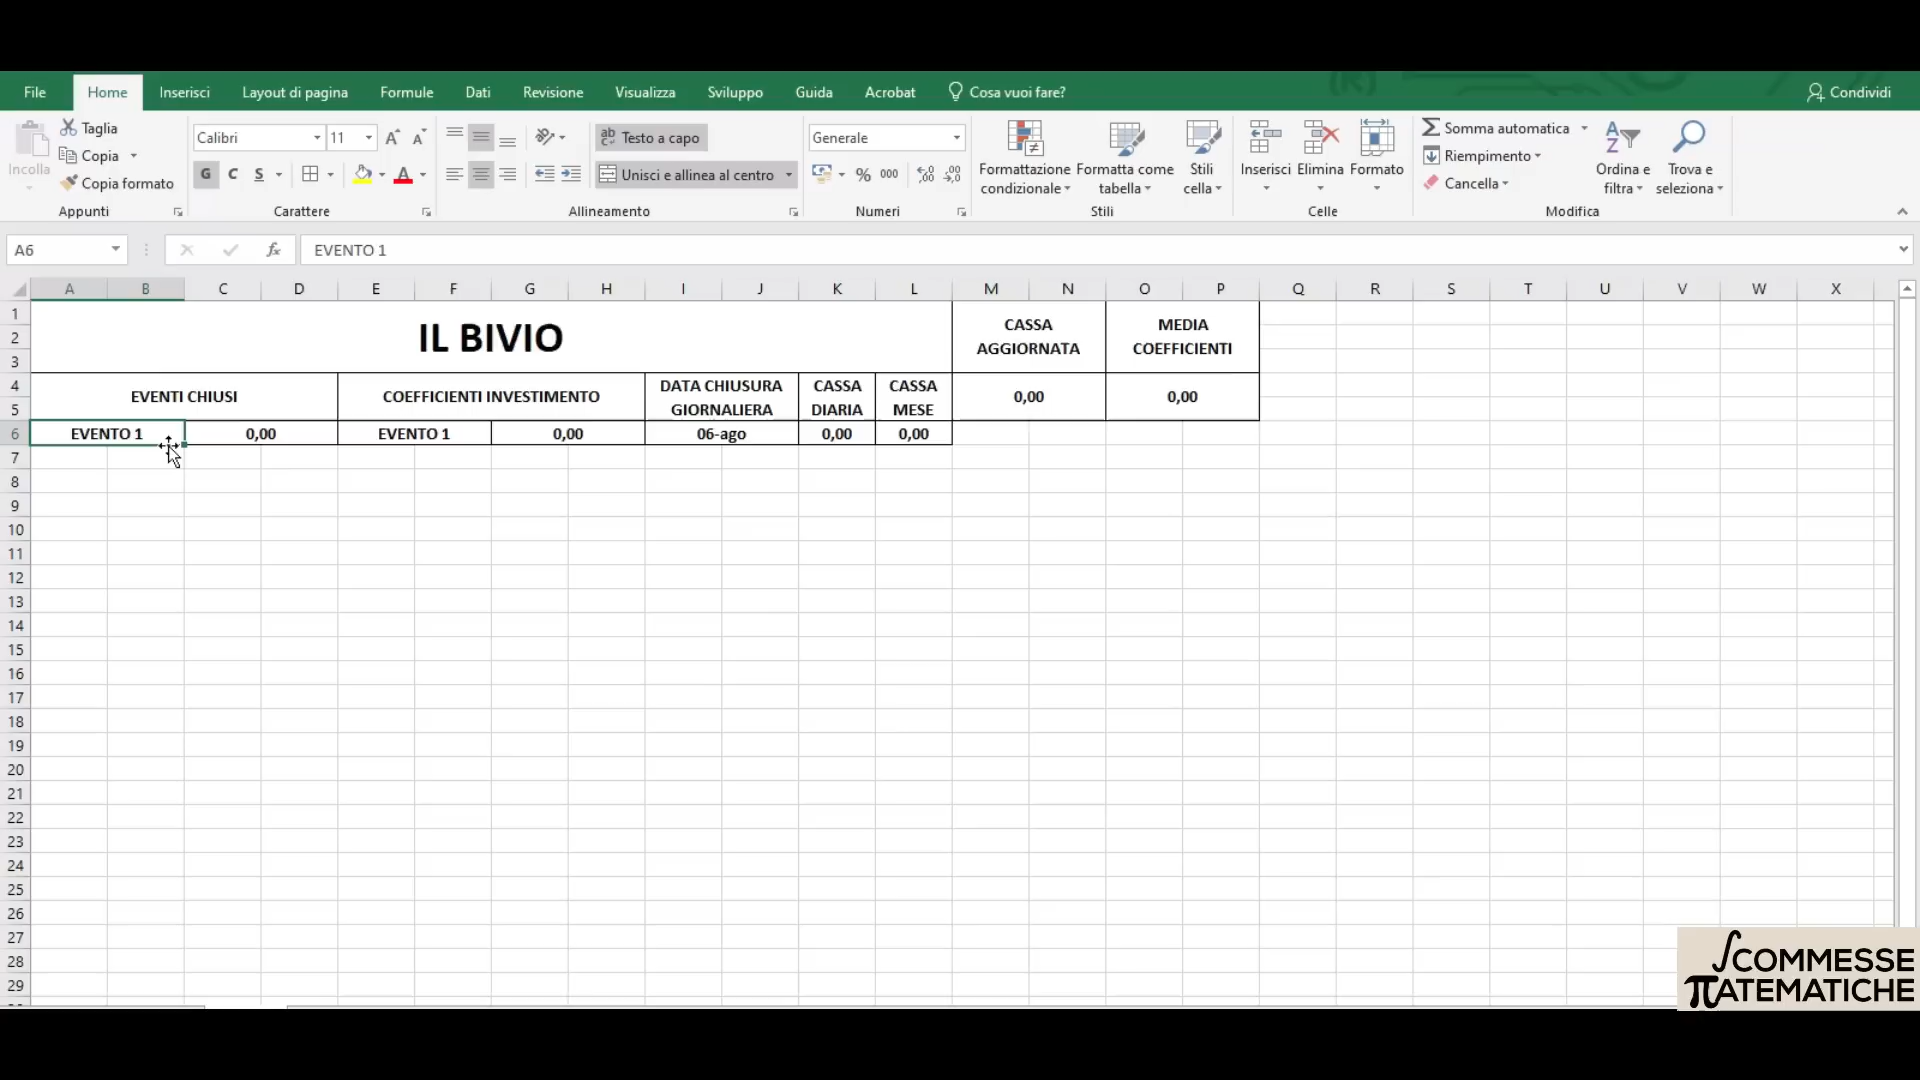 File Home Inserisci Layout di pagina Formule Dati Revisione Visualizza Sviluppo Guida Acrobat Cosa vuoi fare? Condividi
Incolla
Taglia
Copia
Copia formato
Appunti
Calibri 11
G C S
Carattere
Testo a capo
Unisci e allinea al centro
Allineamento
Generale
% 000
Numeri
Formattazione condizionale
Formatta come tabella
Stili cella
Stili
Inserisci Elimina Formato
Celle
Somma automatica
Riempimento
Cancella
Ordina e filtra
Trova e seleziona
Modifica
A6 fx EVENTO 1
A B C D E F G H I J K L M N O P Q R S T U V W X
1
2 IL BIVIO CASSA AGGIORNATA MEDIA COEFFICIENTI
3
4 EVENTI CHIUSI COEFFICIENTI INVESTIMENTO DATA CHIUSURA GIORNALIERA CASSA DIARIA CASSA MESE 0,00 0,00
5
6 EVENTO 1 0,00 EVENTO 1 0,00 06-ago 0,00 0,00
7
8
9
10
11
12
13
14
15
16
17
18
19
20
21
22
23
24
25
26
27
28
29
∫COMMESSE
πATEMATICHE